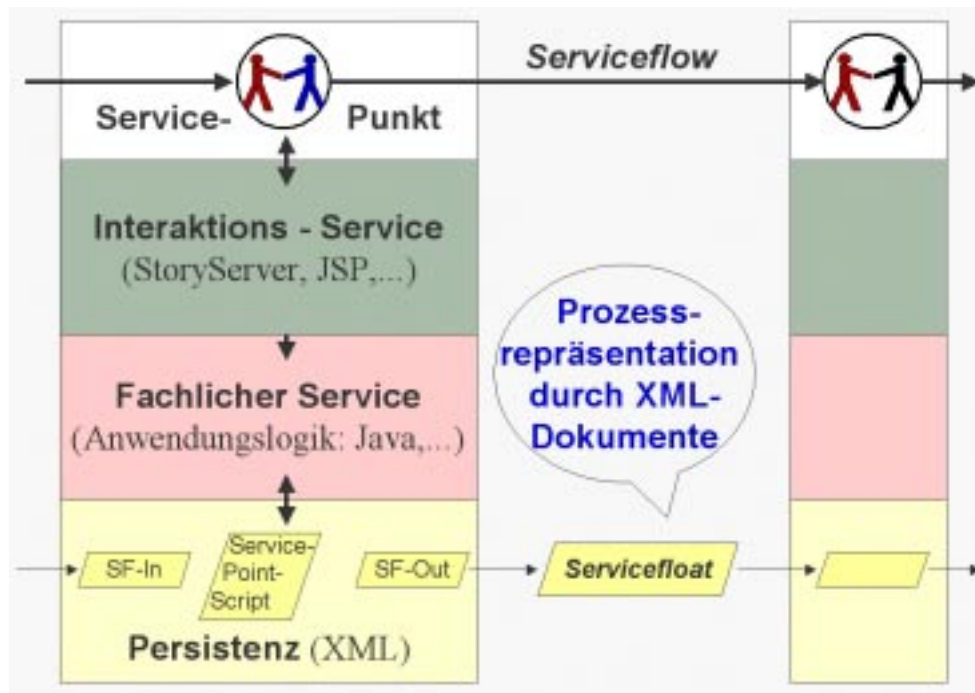 Serviceflow
Service- Punkt
Interaktions - Service
(StoryServer, JSP,...)
Prozess-
repräsentation
durch XML-
Dokumente
Fachlicher Service
(Anwendungslogik: Java,...)
SF-In
Service-
Point-
Script
SF-Out
Servicefloat
Persistenz (XML)